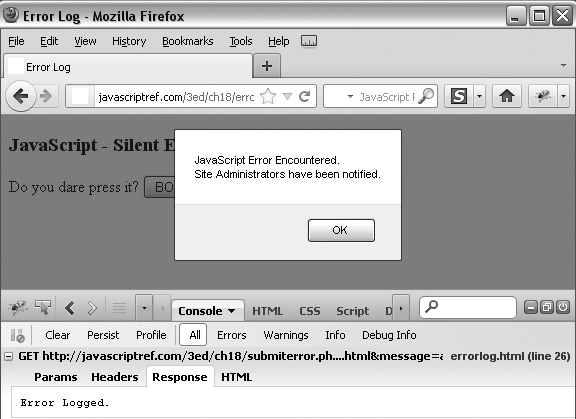 Error Log - Mozilla Firefox
File Edit View History Bookmarks Tools Help
Error Log +
javascriptref.com/3ed/ch18/erro JavaScript S
JavaScript - Silent E
Do you dare press it? BO
JavaScript Error Encountered.
Site Administrators have been notified.
OK
Console HTML CSS Script D
Clear Persist Profile All Errors Warnings Info Debug Info
GET http://javascriptref.com/3ed/ch18/submiterror.ph....html&message=a errorlog.html (line 26)
Params Headers Response HTML
Error Logged.